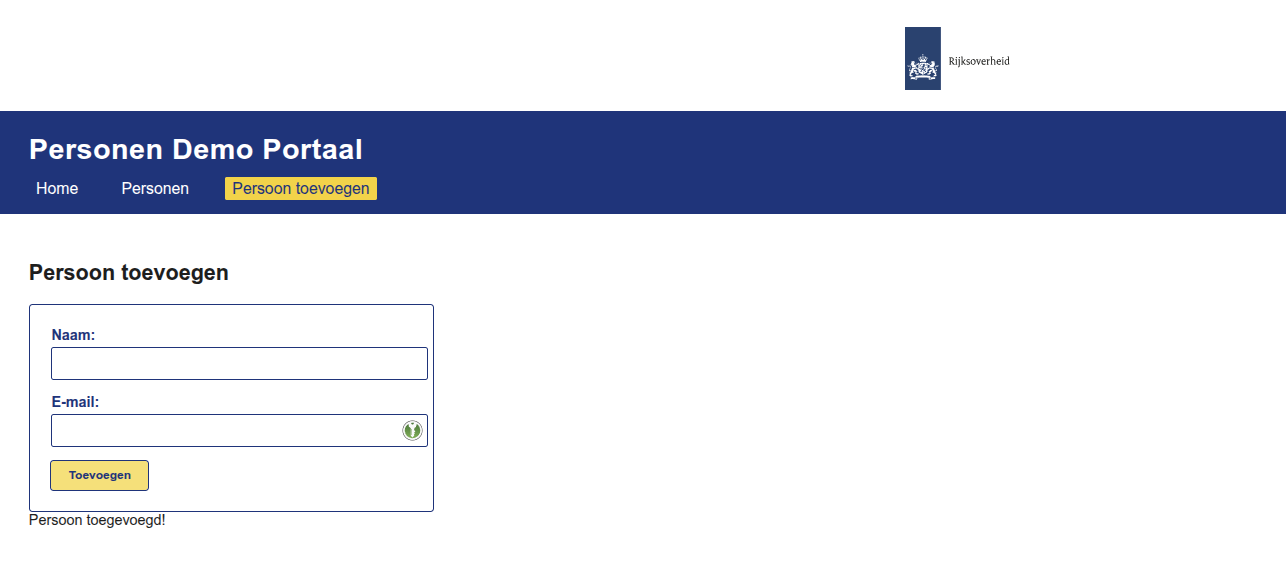 Rijksoverheid
Personen Demo Portaal
Home Personen Persoon toevoegen
Persoon toevoegen
Naam:
E-mail:
Toevoegen
Persoon toegevoegd!